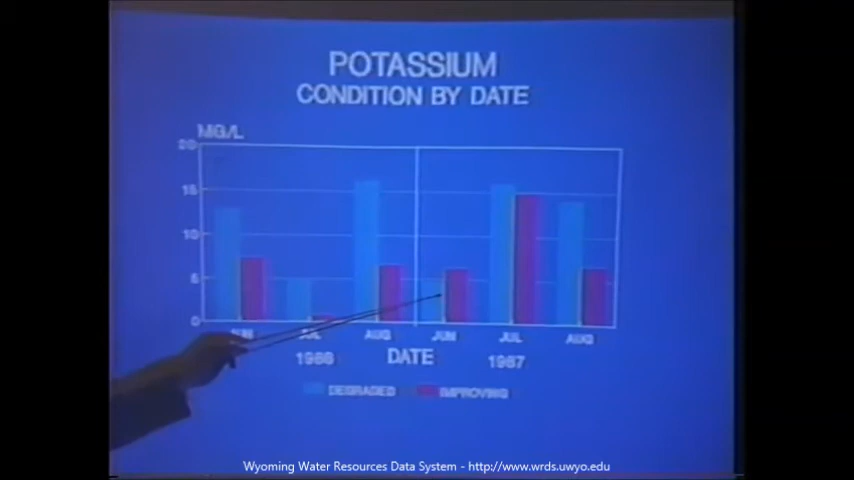 POTASSIUM
CONDITION BY DATE
MG/L
20
15
10
5
0
JUN JUL AUG JUN JUL AUG
1986 DATE 1987
DEGRADED IMPROVING
Wyoming Water Resources Data System - http://www.wrds.uwyo.edu